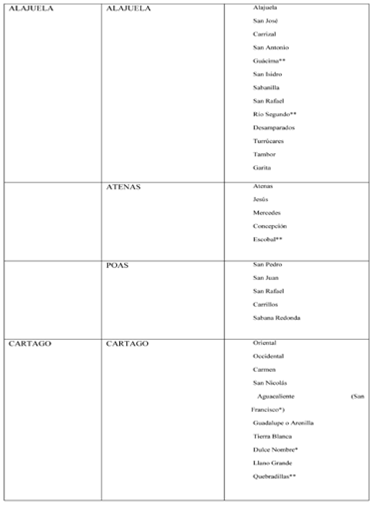 ALAJUELA ALAJUELA Alajuela
San José
Carrizal
San Antonio
Guácima**
San Isidro
Sabanilla
San Rafael
Río Segundo**
Desamparados
Turrúcares
Tambor
Garita
ATENAS Atenas
Jesús
Mercedes
Concepción
Escobal**
POAS San Pedro
San Juan
San Rafael
Carrillos
Sabana Redonda
CARTAGO CARTAGO Oriental
Occidental
Carmen
San Nicolás
Aguacaliente (San
Francisco*)
Guadalupe o Arenilla
Tierra Blanca
Dulce Nombre*
Llano Grande
Quebradillas**